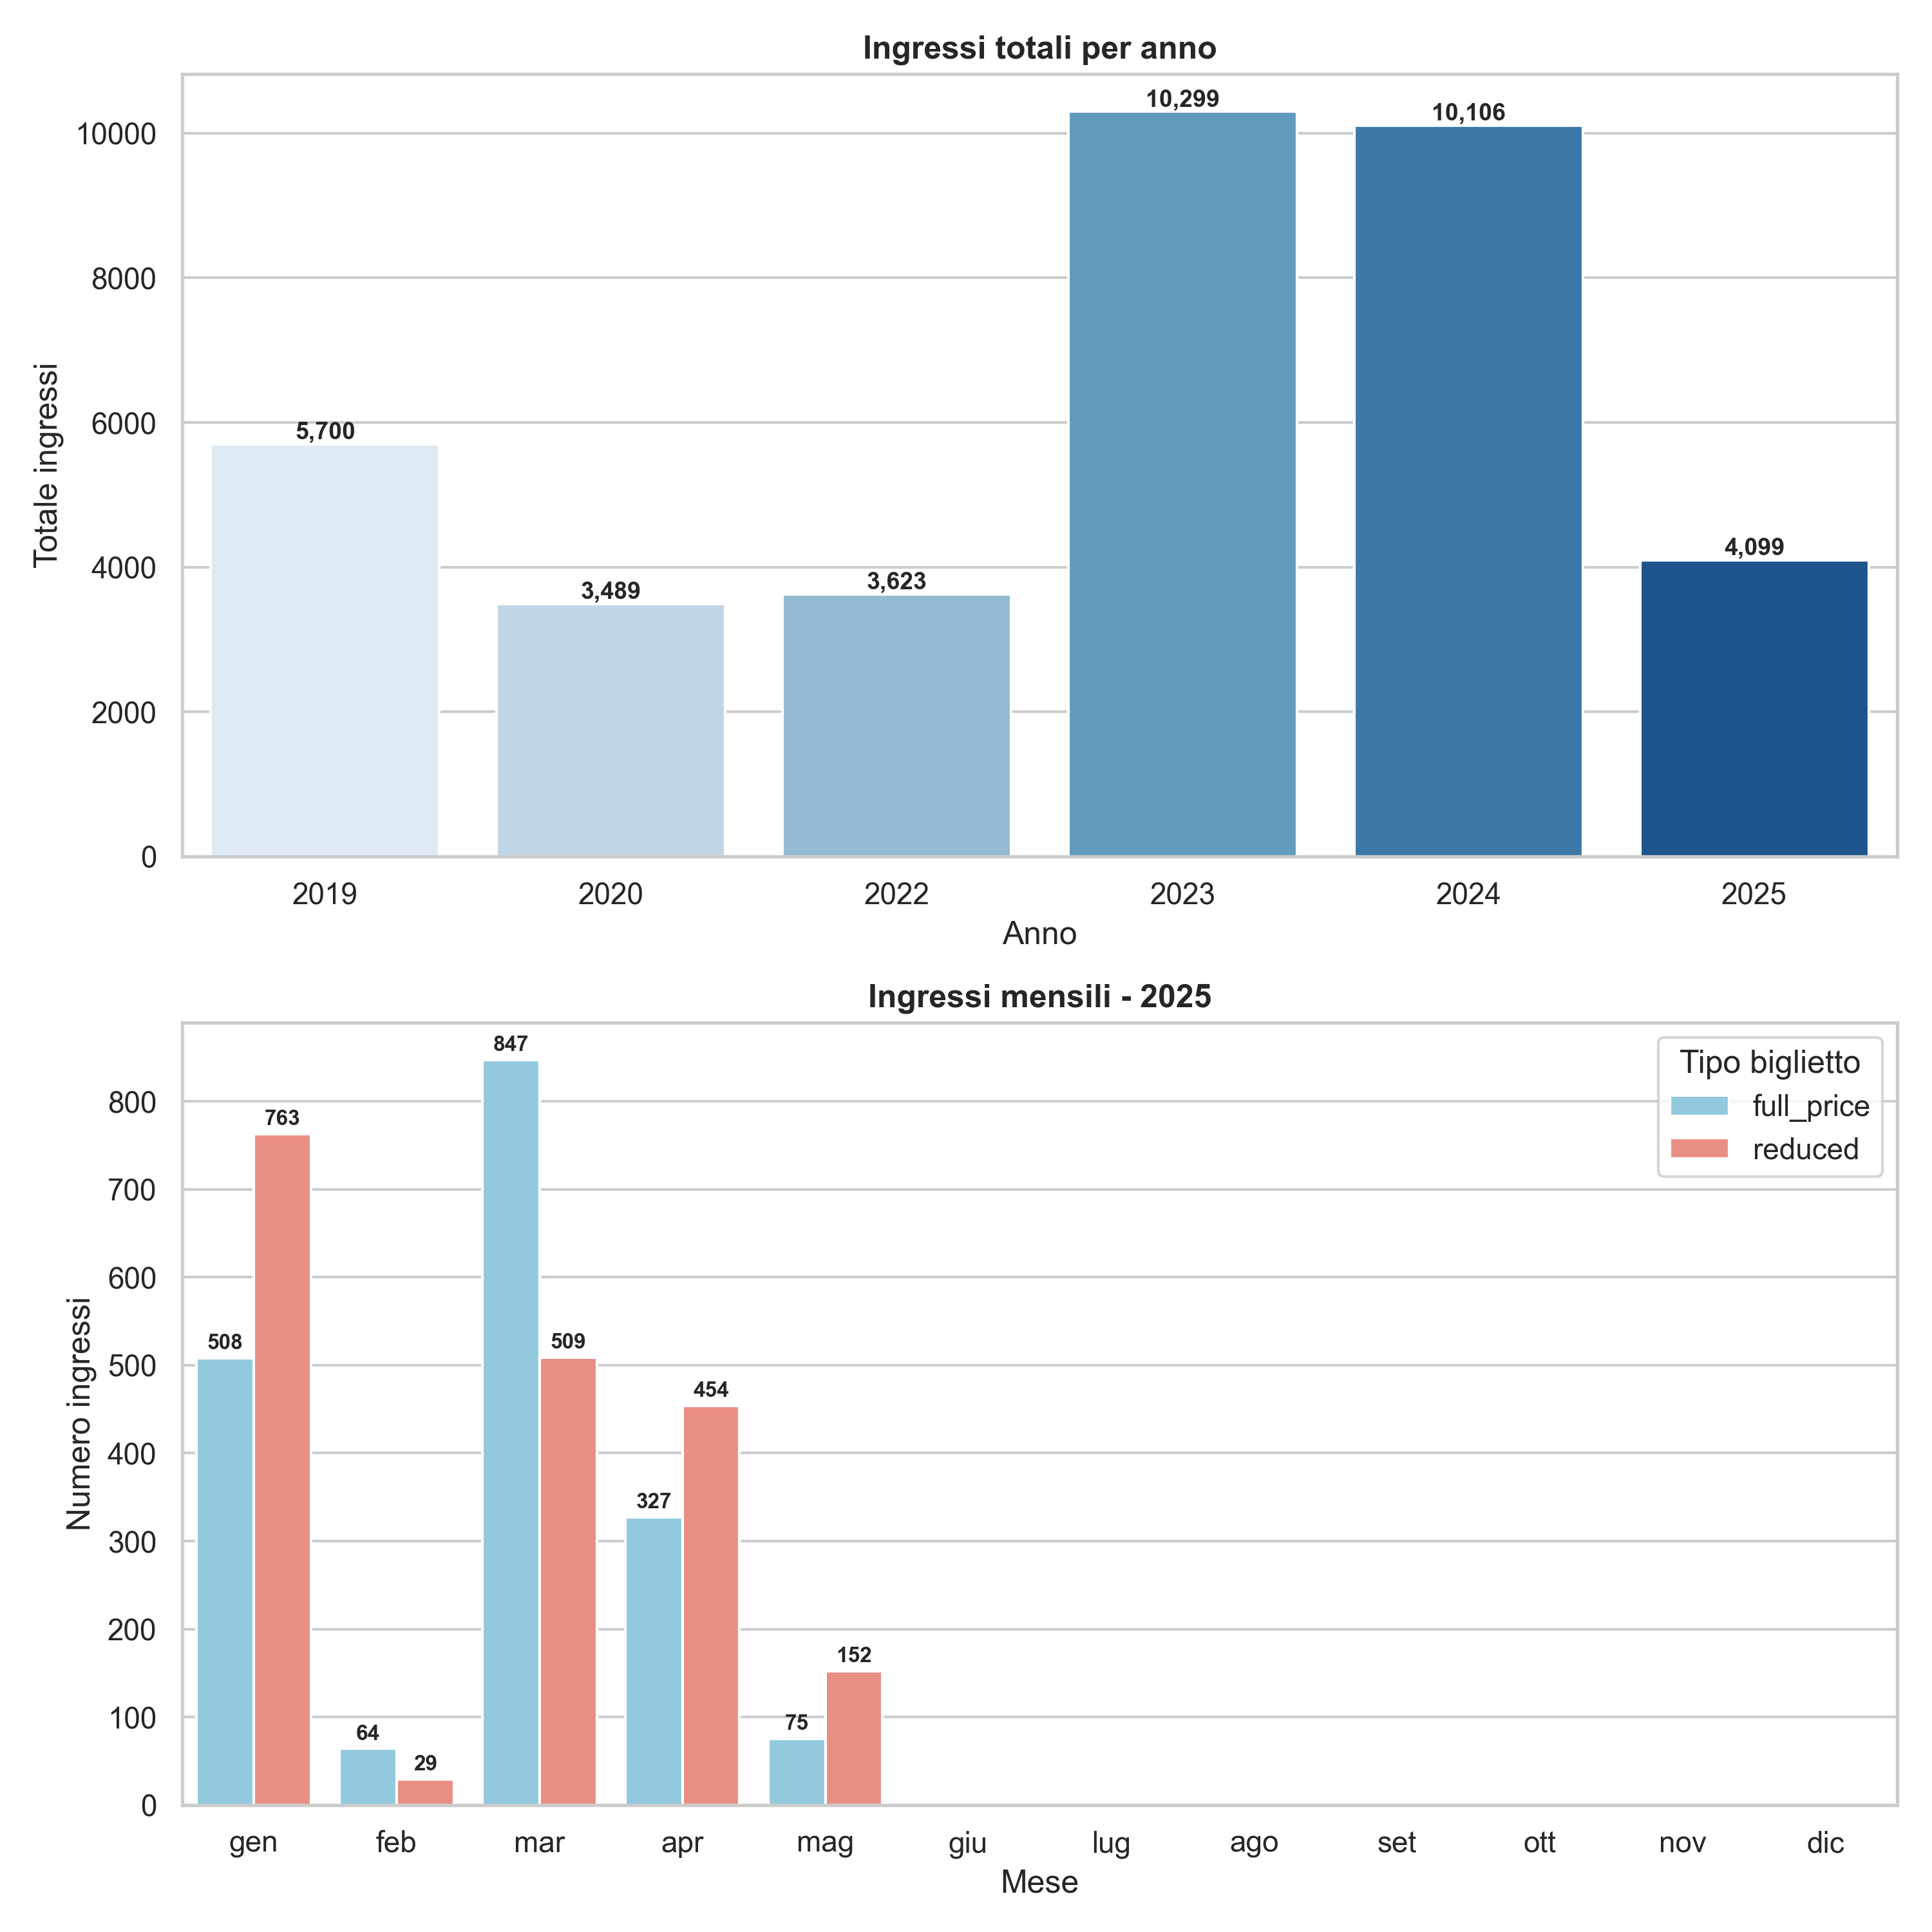 Ingressi totali per anno
Totale ingressi
10000
8000
6000
4000
2000
0
5,700
3,489
3,623
10,299
10,106
4,099
2019 2020 2022 2023 2024 2025
Anno
Ingressi mensili - 2025
Numero ingressi
800
700
600
500
400
300
200
100
0
508 763
64 29
847 509
327 454
75 152
Tipo biglietto
full_price
reduced
gen feb mar apr mag giu lug ago set ott nov dic
Mese